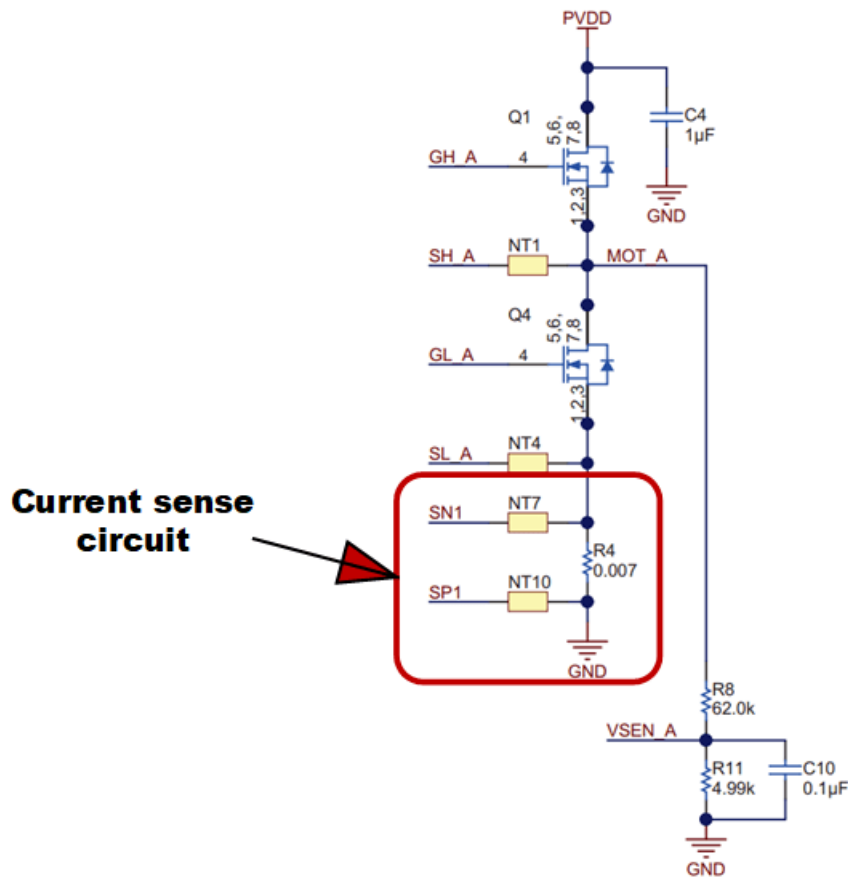 PVDD
Q1
5,6,
7,8
C4
1µF
GH_A
4
1,2,3
GND
SH_A
NT1
MOT_A
Q4
5,6,
7,8
GL_A
4
1,2,3
SL_A
NT4
Current sense
circuit
SN1
NT7
R4
0.007
SP1
NT10
GND
R8
62.0k
VSEN_A
R11
4.99k
C10
0.1µF
GND